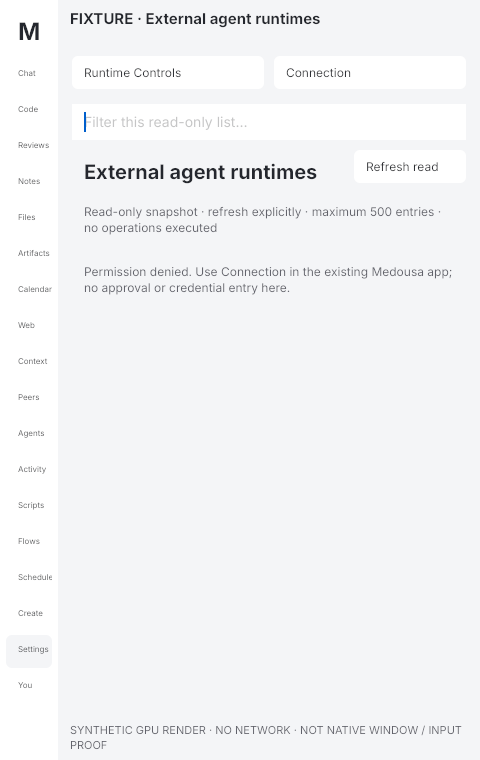 M
FIXTURE · External agent runtimes
Chat
Code
Reviews
Notes
Files
Artifacts
Calendar
Web
Context
Peers
Agents
Activity
Scripts
Flows
Schedule
Create
Settings
You
Runtime Controls
Connection
Filter this read-only list...
External agent runtimes
Refresh read
Read-only snapshot · refresh explicitly · maximum 500 entries ·
no operations executed
Permission denied. Use Connection in the existing Medousa app;
no approval or credential entry here.
SYNTHETIC GPU RENDER · NO NETWORK · NOT NATIVE WINDOW / INPUT
PROOF